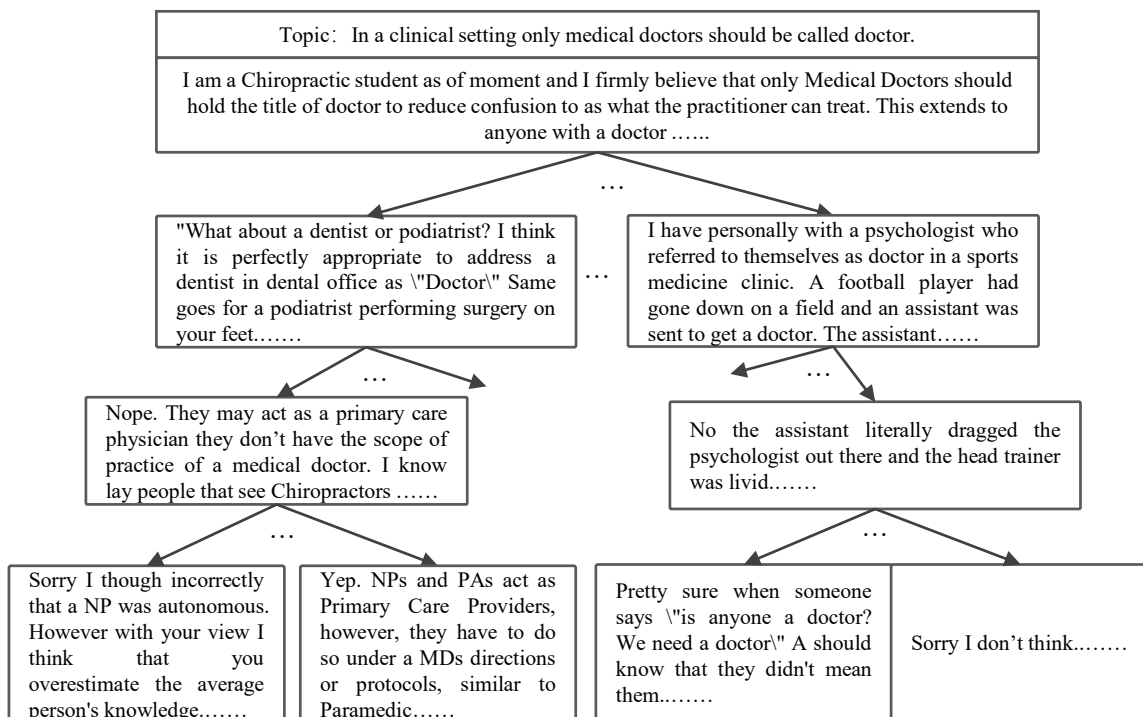 Topic: In a clinical setting only medical doctors should be called doctor.
I am a Chiropractic student as of moment and I firmly believe that only Medical Doctors should
hold the title of doctor to reduce confusion to as what the practitioner can treat. This extends to
anyone with a doctor ......
...
"What about a dentist or podiatrist? I think
it is perfectly appropriate to address a
dentist in dental office as \"Doctor\" Same
goes for a podiatrist performing surgery on
your feet.......
...
I have personally with a psychologist who
referred to themselves as doctor in a sports
medicine clinic. A football player had
gone down on a field and an assistant was
sent to get a doctor. The assistant......
...
...
Nope. They may act as a primary care
physician they don't have the scope of
practice of a medical doctor. I know
lay people that see Chiropractors ......
No the assistant literally dragged the
psychologist out there and the head trainer
was livid.......
...
...
Sorry I though incorrectly
that a NP was autonomous.
However with your view I
think that you
overestimate the average
person's knowledge.......
Yep. NPs and PAs act as
Primary Care Providers,
however, they have to do
so under a MDs directions
or protocols, similar to
Paramedic......
Pretty sure when someone
says \"is anyone a doctor?
We need a doctor\" A should
know that they didn't mean
them........
Sorry I don't think........